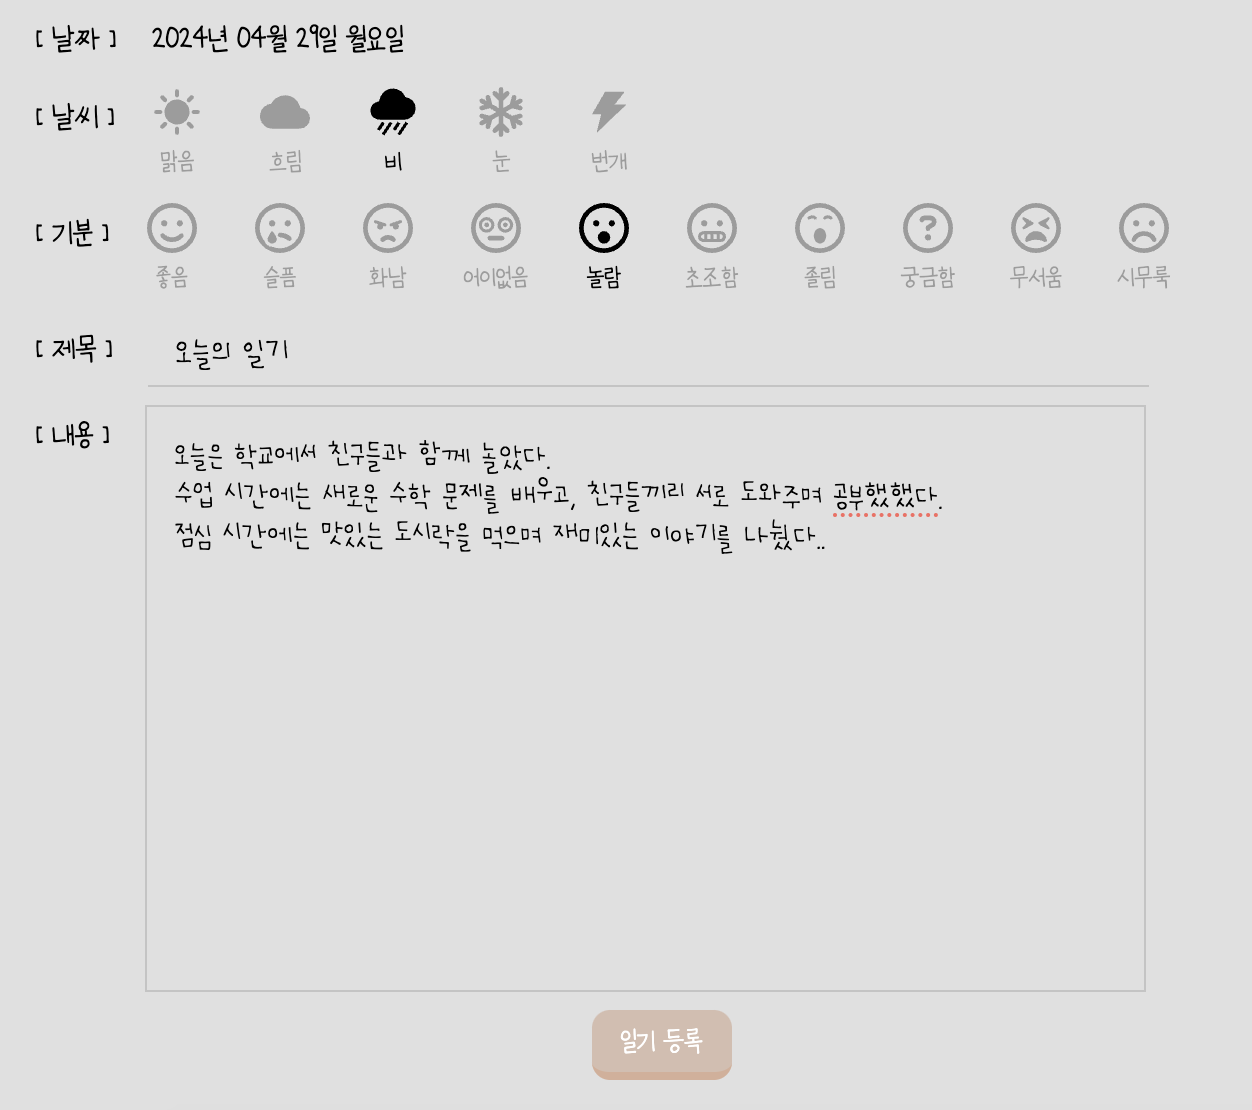 [ 날짜 ] 2024년 04월 29일 월요일
[ 날씨 ]
맑음 흐림 비 눈 번개
[ 기분 ]
좋음 슬픔 화남 어이없음 놀람 초조함 졸림 궁금함 무서움 시무룩
[ 제목 ] 오늘의 일기
[ 내용 ]
오늘은 학교에서 친구들과 함께 놀았다.
수업 시간에는 새로운 수학 문제를 배우고, 친구들끼리 서로 도와주며 공부했했다.
점심 시간에는 맛있는 도시락을 먹으며 재미있는 이야기를 나눴다..
일기 등록